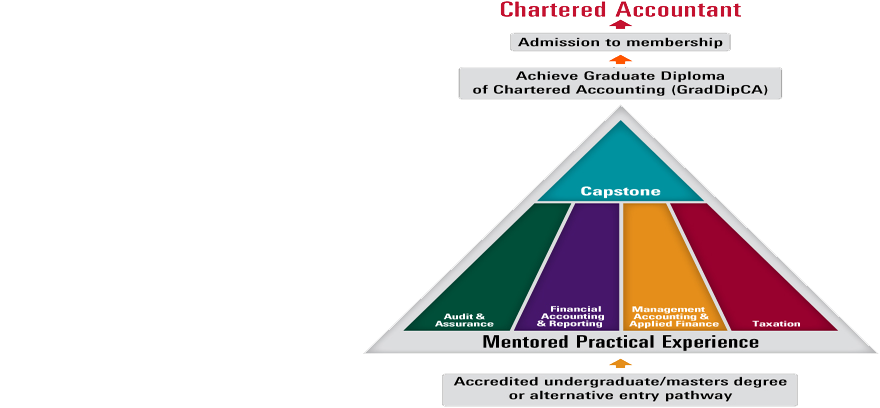 Chartered Accountant
Admission to membership
Achieve Graduate Diploma
of Chartered Accounting (GradDipCA)
Capstone
Audit &
Assurance
Financial
Accounting
& Reporting
Management
Accounting &
Applied Finance
Taxation
Mentored Practical Experience
Accredited undergraduate/masters degree
or alternative entry pathway